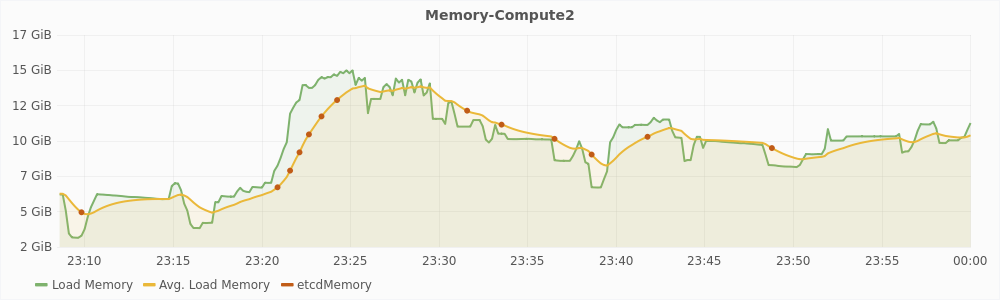 Memory-Compute2
17 GiB
15 GiB
12 GiB
10 GiB
7 GiB
5 GiB
2 GiB
23:10 23:15 23:20 23:25 23:30 23:35 23:40 23:45 23:50 23:55 00:00
Load Memory Avg. Load Memory etcdMemory